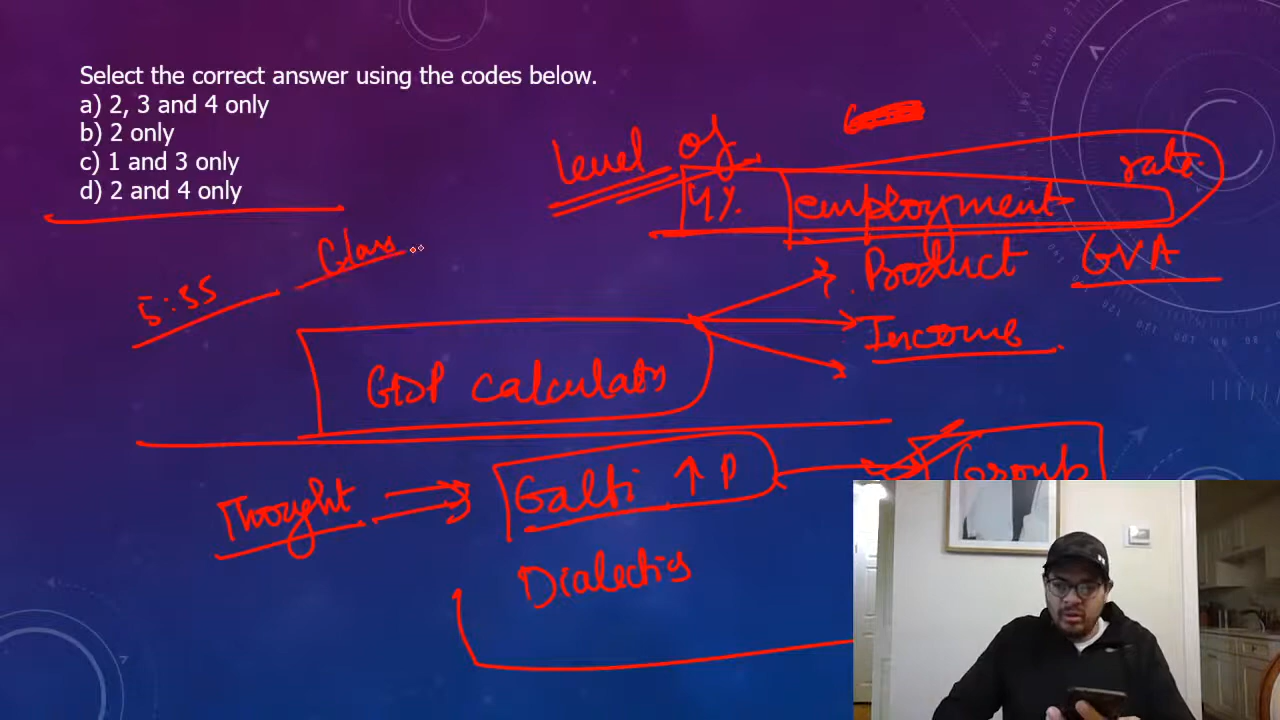 Select the correct answer using the codes below.
a) 2, 3 and 4 only
b) 2 only
c) 1 and 3 only
d) 2 and 4 only
level of
rate
4%
employment
5:55
Class
Product
GVA
Income
GDP
Thought
Galti ↑ P
Group
Dialectics